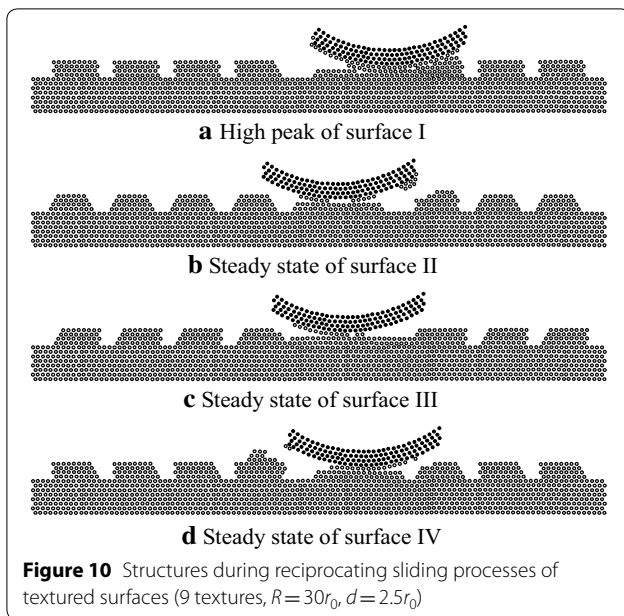 a High peak of surface I
b Steady state of surface II
c Steady state of surface III
d Steady state of surface IV
Figure 10 Structures during reciprocating sliding processes of
textured surfaces (9 textures, R = 30r₀, d = 2.5r₀)